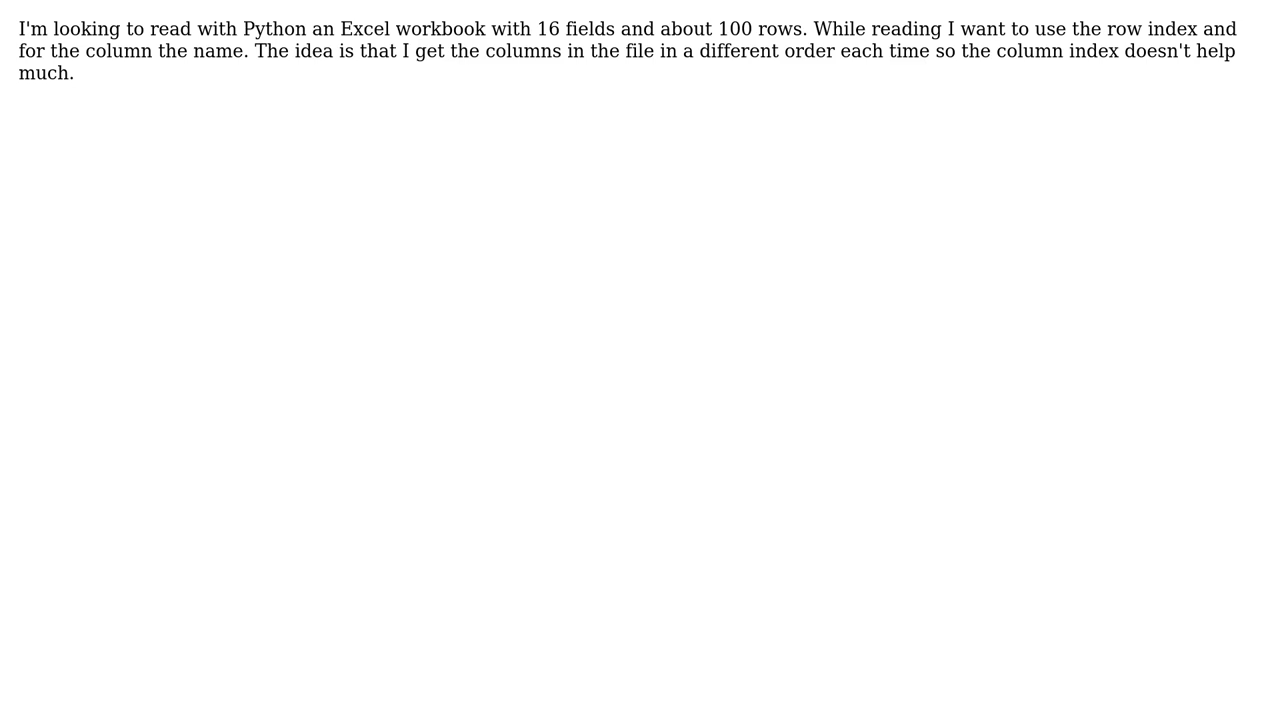 I'm looking to read with Python an Excel workbook with 16 fields and about 100 rows. While reading I want to use the row index and
for the column the name. The idea is that I get the columns in the file in a different order each time so the column index doesn't help
much.